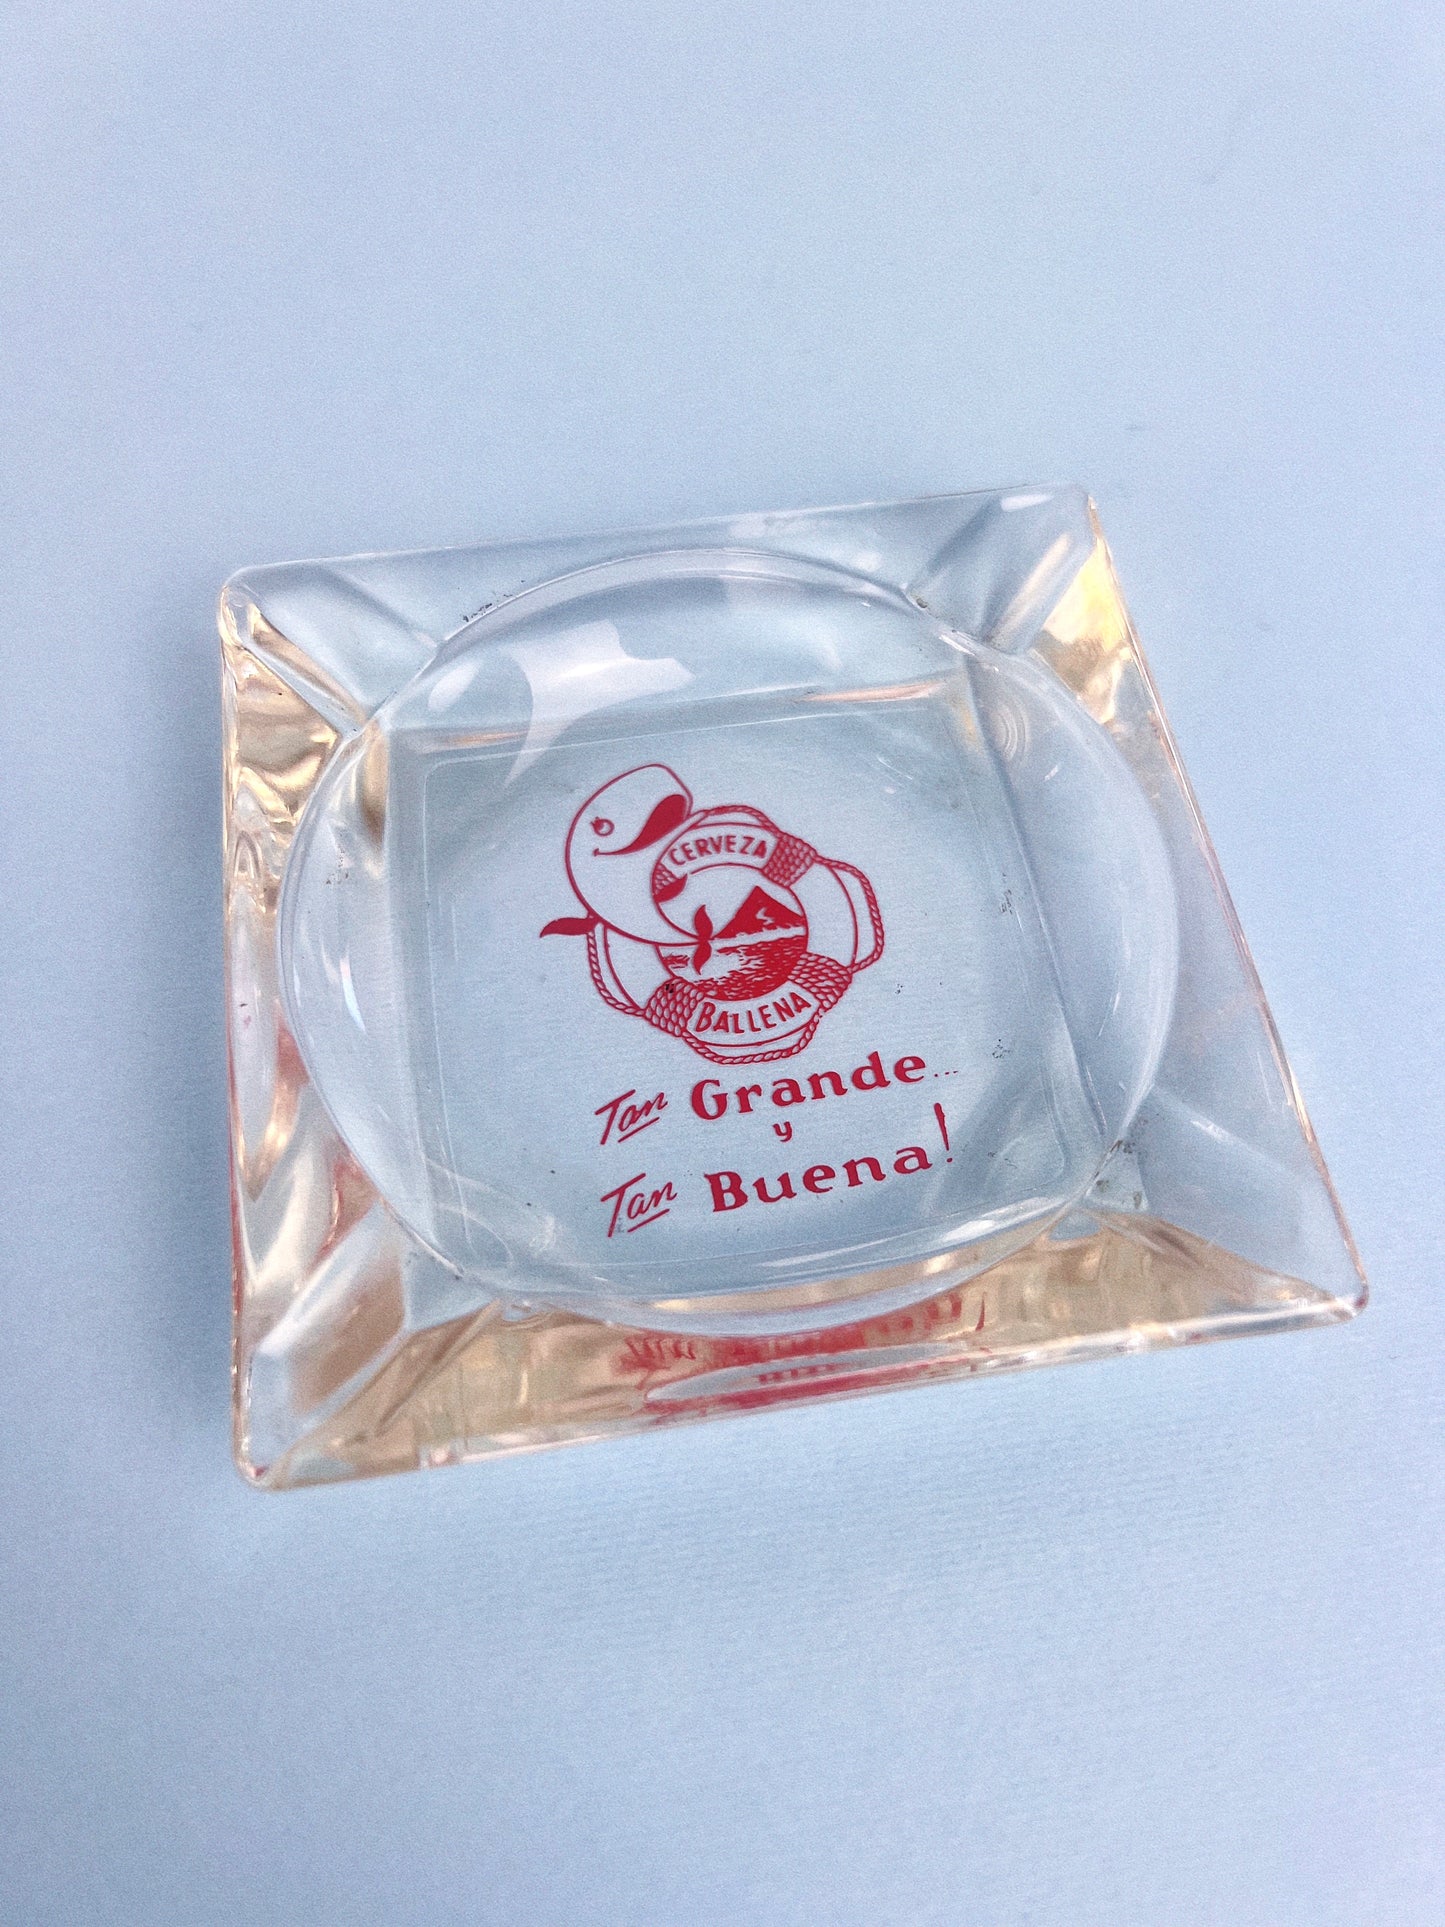 CERVEZA
BALLENA
Tan Grande...
y
Tan Buena!